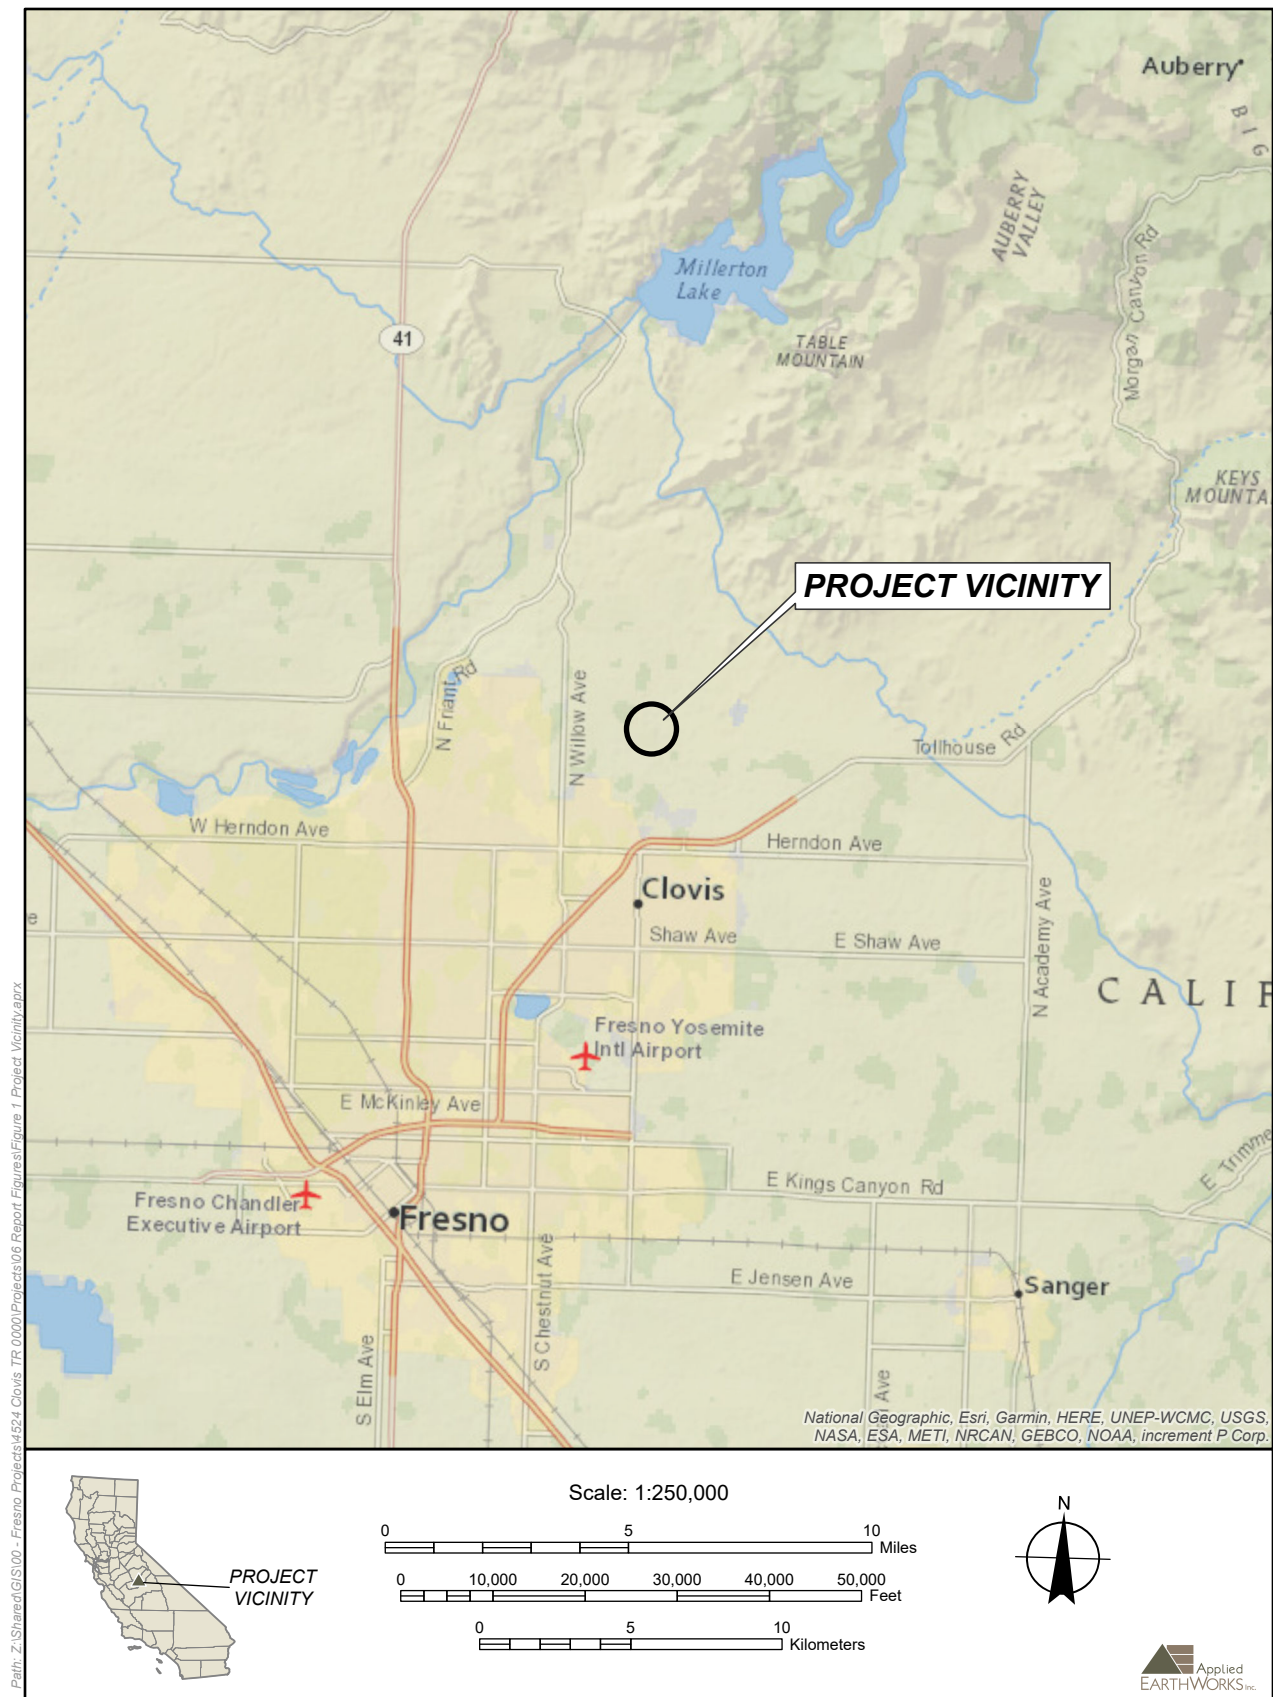 Auberry
BIG
AUBERRY
VALLEY
Morgan Canyon Rd
Millerton
Lake
41
TABLE
MOUNTAIN
KEYS
MOUNTA
PROJECT VICINITY
N Friant Rd
N Willow Ave
Tollhouse Rd
W Herndon Ave
Herndon Ave
Clovis
Shaw Ave
E Shaw Ave
N Academy Ave
CALIF
Fresno Yosemite
Intl Airport
E McKinley Ave
E Kings Canyon Rd
E Trimme
Fresno Chandler
Executive Airport
Fresno
S Chestnut Ave
E Jensen Ave
Sanger
S Elm Ave
Ave
National Geographic, Esri, Garmin, HERE, UNEP-WCMC, USGS,
NASA, ESA, METI, NRCAN, GEBCO, NOAA, increment P Corp.
Path: Z:\Shared\GIS\00 - Fresno Projects\4524 Clovis TR 0000\Projects\06 Report Figures\Figure 1 Project Vicinity.aprx
PROJECT
VICINITY
Scale: 1:250,000
0 5 10
Miles
0 10,000 20,000 30,000 40,000 50,000
Feet
0 5 10
Kilometers
N
Applied
EARTHWORKS Inc.